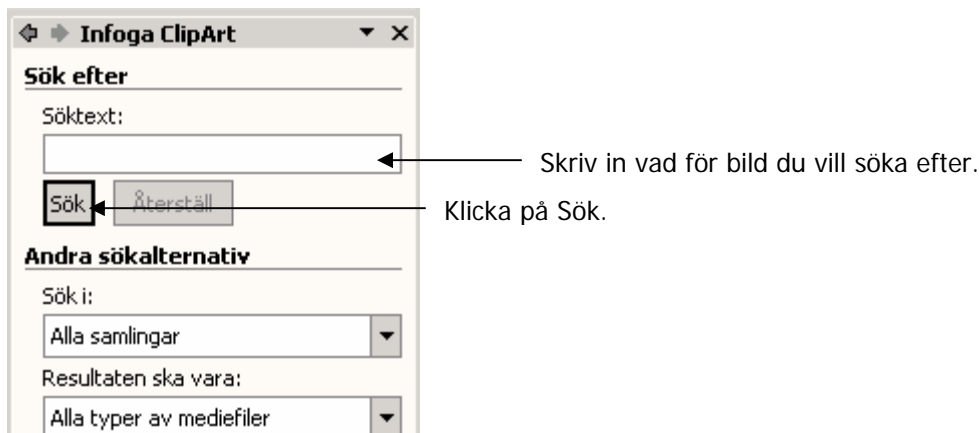 Infoga ClipArt
Sök efter
Söktext:
Skriv in vad för bild du vill söka efter.
Sök Återställ
Klicka på Sök.
Andra sökalternativ
Sök i:
Alla samlingar
Resultaten ska vara:
Alla typer av mediefiler